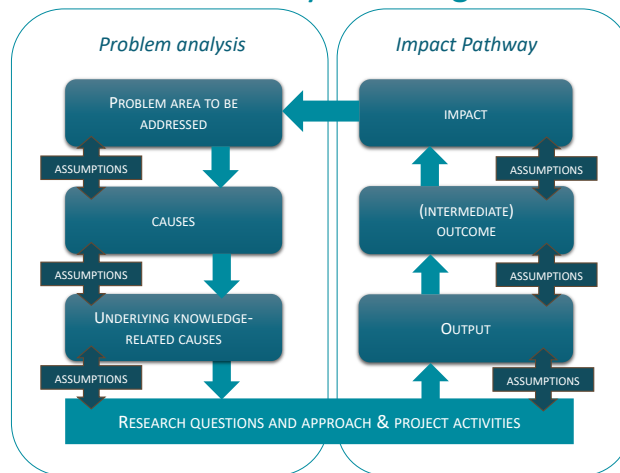 Problem analysis
Impact Pathway
PROBLEM AREA TO BE
ADDRESSED
IMPACT
ASSUMPTIONS
ASSUMPTIONS
CAUSES
(INTERMEDIATE)
OUTCOME
ASSUMPTIONS
ASSUMPTIONS
UNDERLYING KNOWLEDGE-
RELATED CAUSES
OUTPUT
ASSUMPTIONS
ASSUMPTIONS
RESEARCH QUESTIONS AND APPROACH & PROJECT ACTIVITIES